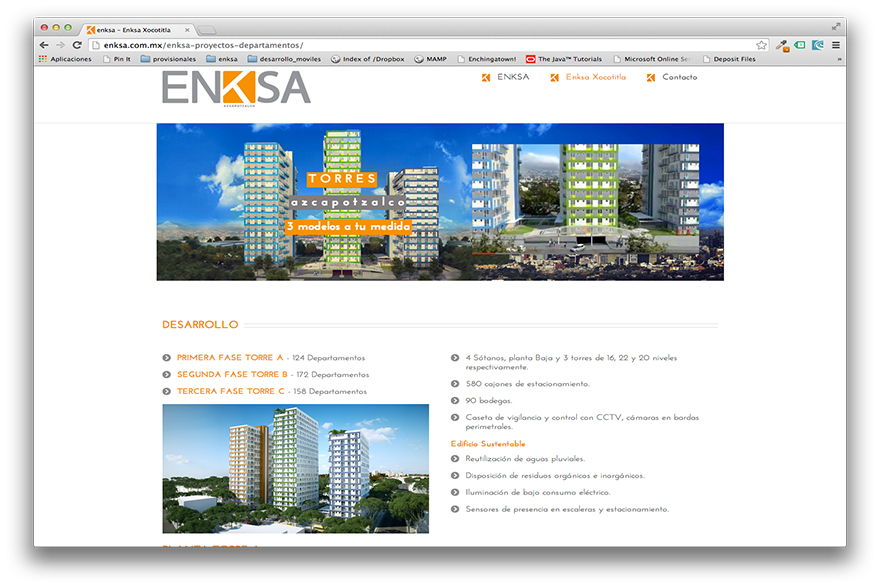 enksa – Enksa Xocotitla
enksa.com.mx/enksa-proyectos-departamentos/
Aplicaciones Pin It provisionales enksa desarrollo_moviles Index of /Dropbox MAMP Enchingatown! The Java™ Tutorials Microsoft Online Ser Deposit Files
ENKSA
AZCAPOTZALCO
ENKSA Enksa Xocotitla Contacto
TORRES
azcapotzalco
3 modelos a tu medida
DESARROLLO
PRIMERA FASE TORRE A - 124 Departamentos
SEGUNDA FASE TORRE B - 172 Departamentos
TERCERA FASE TORRE C - 158 Departamentos
4 Sótanos, planta Baja y 3 torres de 16, 22 y 20 niveles
respectivamente.
580 cajones de estacionamiento.
90 bodegas.
Caseta de vigilancia y control con CCTV, cámaras en bardas
perimetrales.
Edificio Sustentable
Reutilización de aguas pluviales.
Disposición de residuos orgánicos e inorgánicos.
Iluminación de bajo consumo eléctrico.
Sensores de presencia en escaleras y estacionamiento.